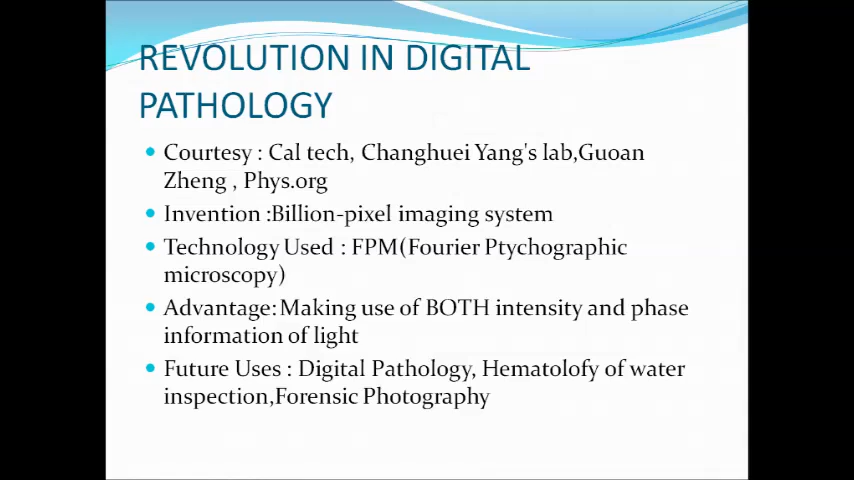 REVOLUTION IN DIGITAL
PATHOLOGY
• Courtesy : Cal tech, Changhuei Yang's lab,Guoan
Zheng , Phys.org
• Invention :Billion-pixel imaging system
• Technology Used : FPM(Fourier Ptychographic
microscopy)
• Advantage: Making use of BOTH intensity and phase
information of light
• Future Uses : Digital Pathology, Hematolofy of water
inspection,Forensic Photography